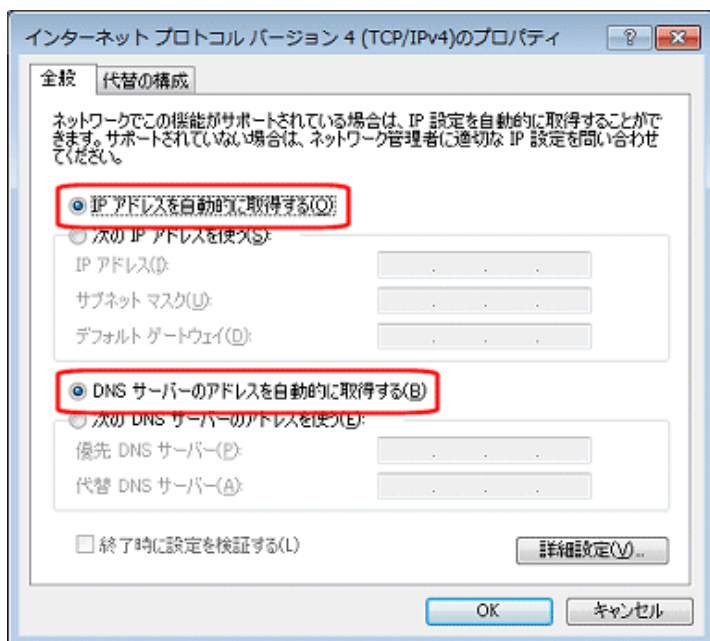 インターネット プロトコル バージョン 4 (TCP/IPv4)のプロパティ
全般
代替の構成
ネットワークでこの機能がサポートされている場合は、IP 設定を自動的に取得することがで
きます。サポートされていない場合は、ネットワーク管理者に適切な IP 設定を問い合わせ
てください。
IP アドレスを自動的に取得する(O)
次の IP アドレスを使う(S):
IP アドレス(I):
サブネット マスク(U):
デフォルト ゲートウェイ(D):
DNS サーバーのアドレスを自動的に取得する(B)
次の DNS サーバーのアドレスを使う(E):
優先 DNS サーバー(P):
代替 DNS サーバー(A):
終了時に設定を検証する(L)
詳細設定(V)...
OK
キャンセル